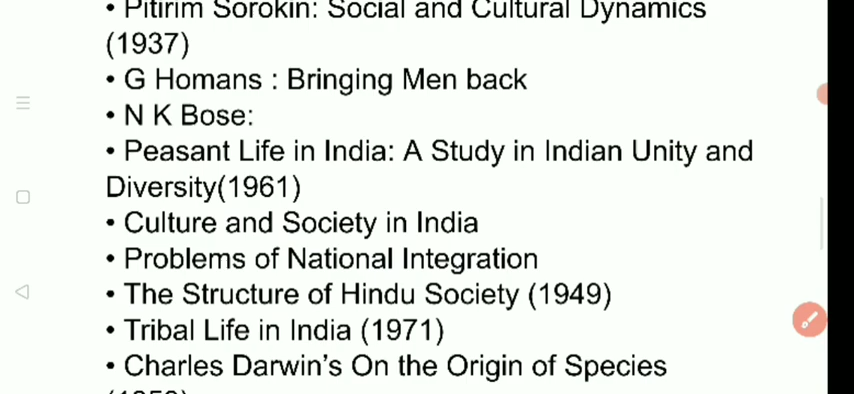 • Pitirim Sorokin: Social and Cultural Dynamics
(1937)
• G Homans : Bringing Men back
• N K Bose:
• Peasant Life in India: A Study in Indian Unity and
Diversity(1961)
• Culture and Society in India
• Problems of National Integration
• The Structure of Hindu Society (1949)
• Tribal Life in India (1971)
• Charles Darwin’s On the Origin of Species